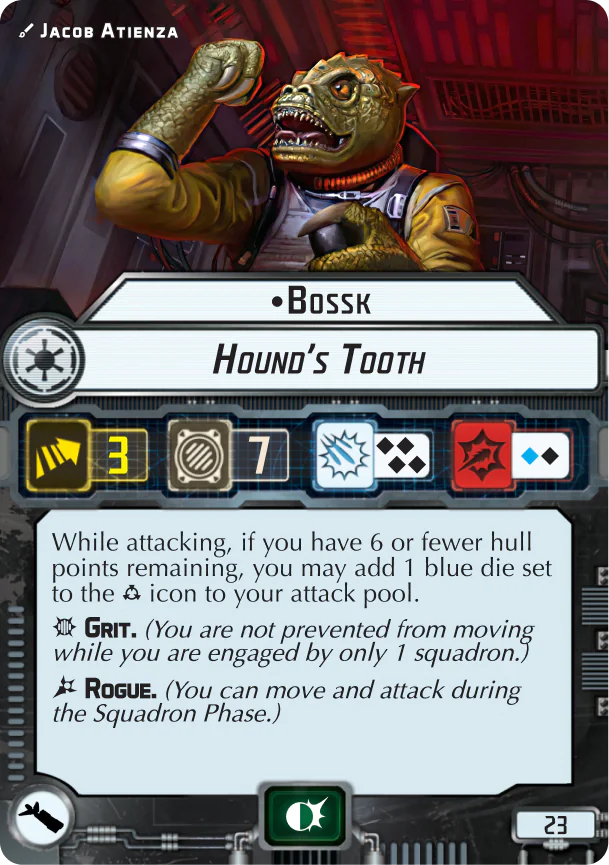 Jacob Atienza
•Bossk
Hound's Tooth
3 7
While attacking, if you have 6 or fewer hull
points remaining, you may add 1 blue die set
to the icon to your attack pool.
Grit. (You are not prevented from moving
while you are engaged by only 1 squadron.)
Rogue. (You can move and attack during
the Squadron Phase.)
23